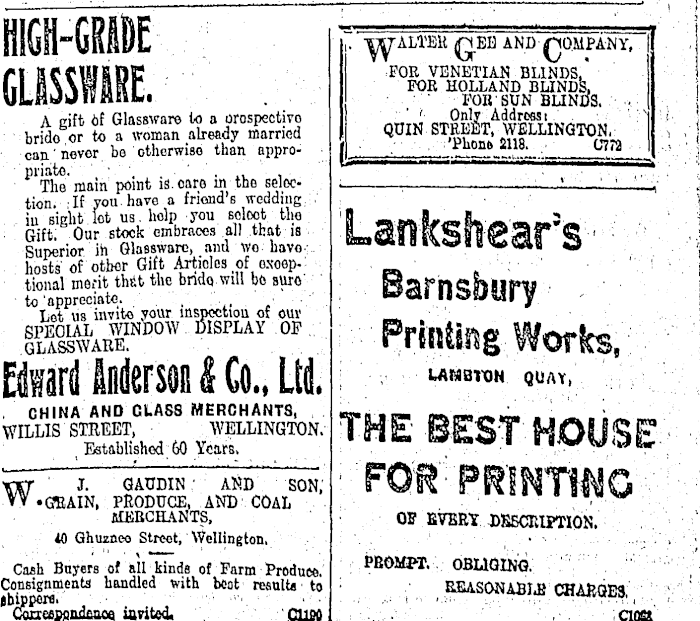 HIGH-GRADE
GLASSWARE.
A gift of Glassware to a prospective
bride or to a woman already married
can never be otherwise than appro-
priate.
The main point is care in the selec-
tion. If you have a friend's wedding
in sight let us help you select the
Gift. Our stock embraces all that is
Superior in Glassware, and we have
hosts of other Gift Articles of excep-
tional merit that the bride will be sure
to appreciate.
Let us invite your inspection of our
SPECIAL WINDOW DISPLAY OF
GLASSWARE.
Edward Anderson & Co., Ltd.
CHINA AND GLASS MERCHANTS,
WILLIS STREET, WELLINGTON.
Established 60 Years.
W. J. GAUDIN AND SON,
GRAIN, PRODUCE, AND COAL
MERCHANTS,
40 Ghuznee Street, Wellington.
Cash Buyers of all kinds of Farm Produce.
Consignments handled with best results to
shippers.
Correspondence invited. C1190
WALTER GEE AND COMPANY,
FOR VENETIAN BLINDS,
FOR HOLLAND BLINDS,
FOR SUN BLINDS.
Only Address:
QUIN STREET, WELLINGTON.
'Phone 2118. C772
Lankshear's
Barnsbury
Printing Works,
LAMBTON QUAY,
THE BEST HOUSE
FOR PRINTING
OF EVERY DESCRIPTION.
PROMPT. OBLIGING.
REASONABLE CHARGES.